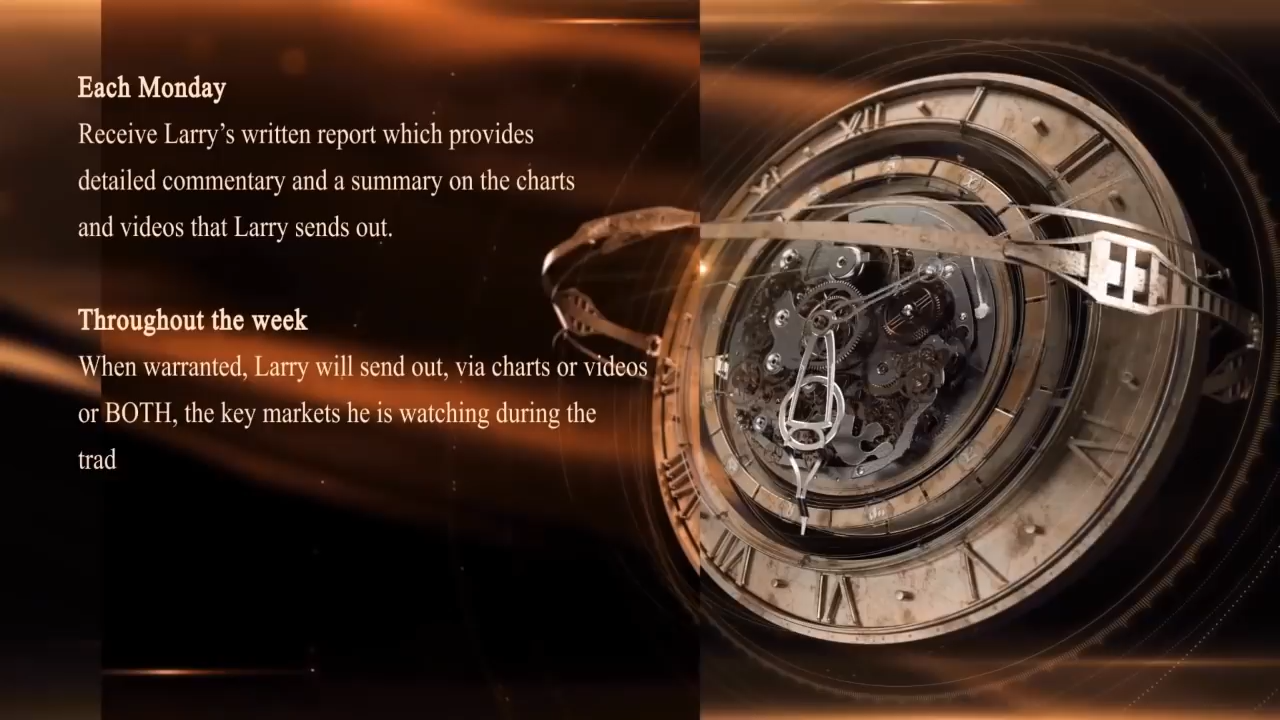 Each Monday
Receive Larry’s written report which provides
detailed commentary and a summary on the charts
and videos that Larry sends out.
Throughout the week
When warranted, Larry will send out, via charts or videos
or BOTH, the key markets he is watching during the
trad